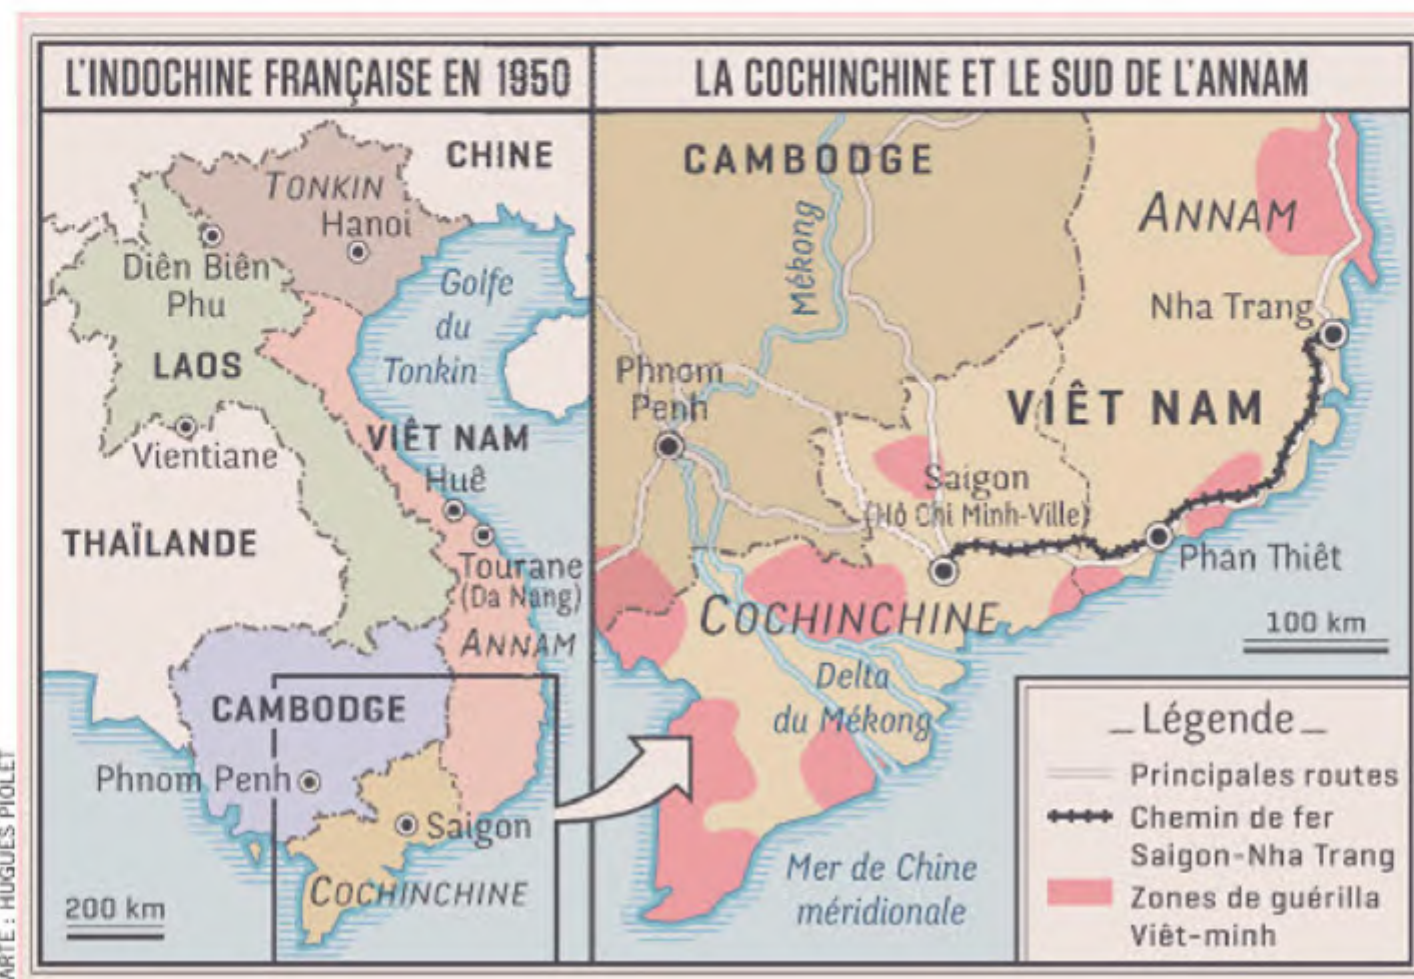 L'INDOCHINE FRANÇAISE EN 1950
CHINE
TONKIN
Hanoi
Diên Biên
Phu
Golfe
du
Tonkin
LAOS
Vientiane
VIÊT NAM
Huê
THAÏLANDE
Tourane
(Da Nang)
ANNAM
CAMBODGE
Phnom Penh
Saigon
COCHINCHINE
200 km
LA COCHINCHINE ET LE SUD DE L'ANNAM
CAMBODGE
ANNAM
Mékong
Nha Trang
Phnom
Penh
VIÊT NAM
Saigon
(Hô Chi Minh-Ville)
Phan Thiêt
COCHINCHINE
100 km
Delta
du Mékong
Mer de Chine
méridionale
Légende
Principales routes
Chemin de fer
Saigon-Nha Trang
Zones de guérilla
Viêt-minh
ARTE : HUGUES PIOLET